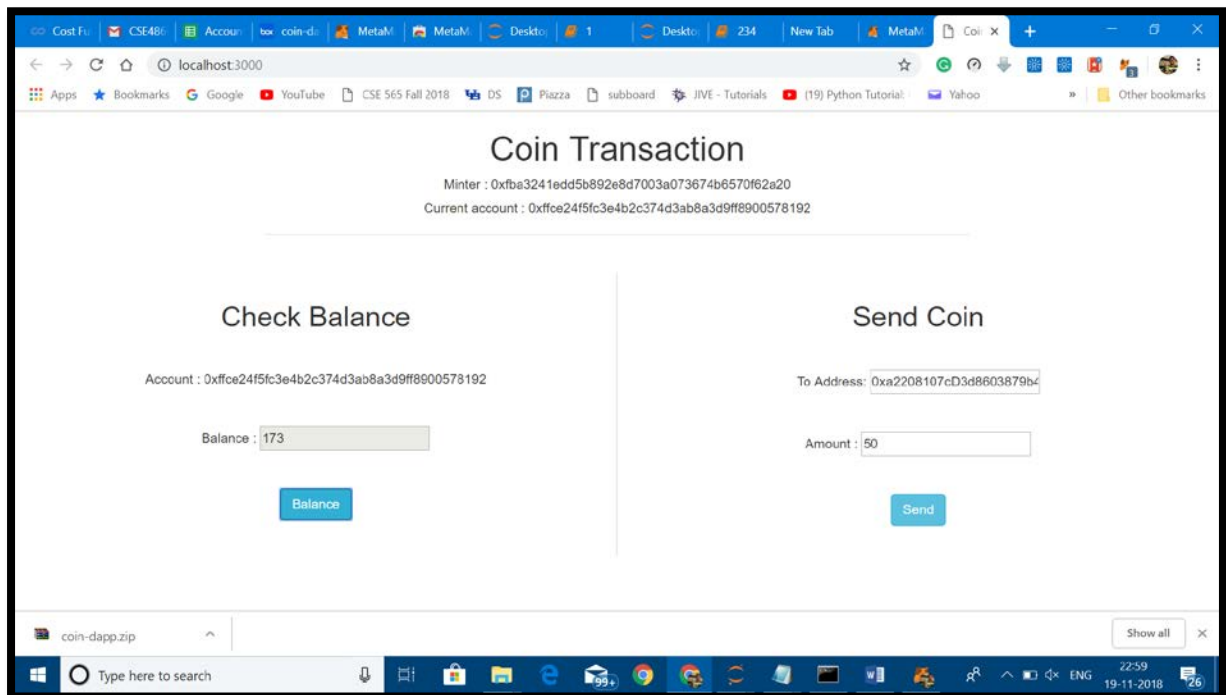 Cost Fu CSE486 Accoun coin-da MetaM MetaM Deskto 1 Deskto 234 New Tab MetaM Coi
localhost:3000
Apps Bookmarks Google YouTube CSE 565 Fall 2018 DS Piazza subboard JIVE - Tutorials (19) Python Tutorial: Yahoo » Other bookmarks
Coin Transaction
Minter : 0xfba3241edd5b892e8d7003a073674b6570f62a20
Current account : 0xffce24f5fc3e4b2c374d3ab8a3d9ff8900578192
Check Balance
Account : 0xffce24f5fc3e4b2c374d3ab8a3d9ff8900578192
Balance : 173
Balance
Send Coin
To Address: 0xa2208107cD3d8603879b4
Amount : 50
Send
coin-dapp.zip
Show all
Type here to search
99+
ENG
22:59
19-11-2018
26